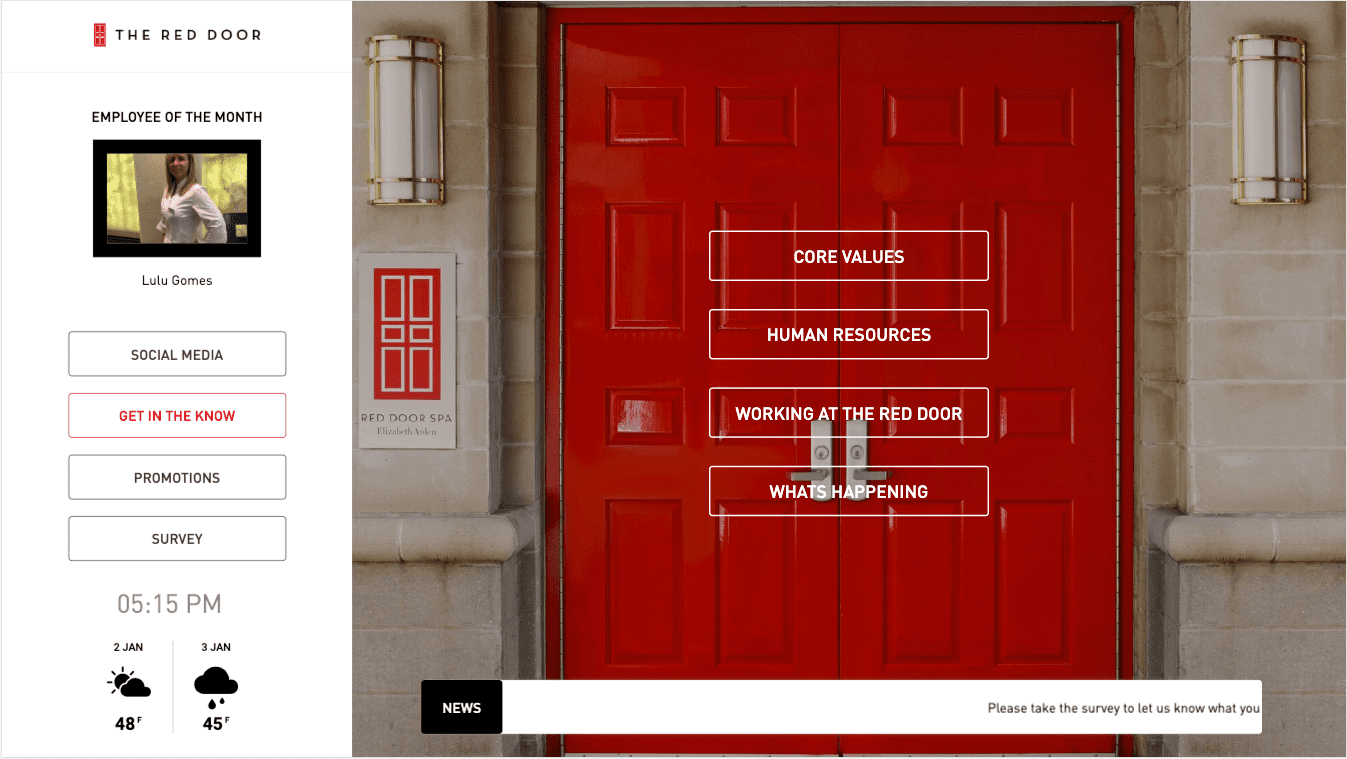 THE RED DOOR
EMPLOYEE OF THE MONTH
Lulu Gomes
SOCIAL MEDIA
GET IN THE KNOW
PROMOTIONS
SURVEY
05:15 PM
2 JAN
3 JAN
48 F
45 F
RED DOOR SPA
Elizabeth Arden
CORE VALUES
HUMAN RESOURCES
WORKING AT THE RED DOOR
WHATS HAPPENING
NEWS
Please take the survey to let us know what you